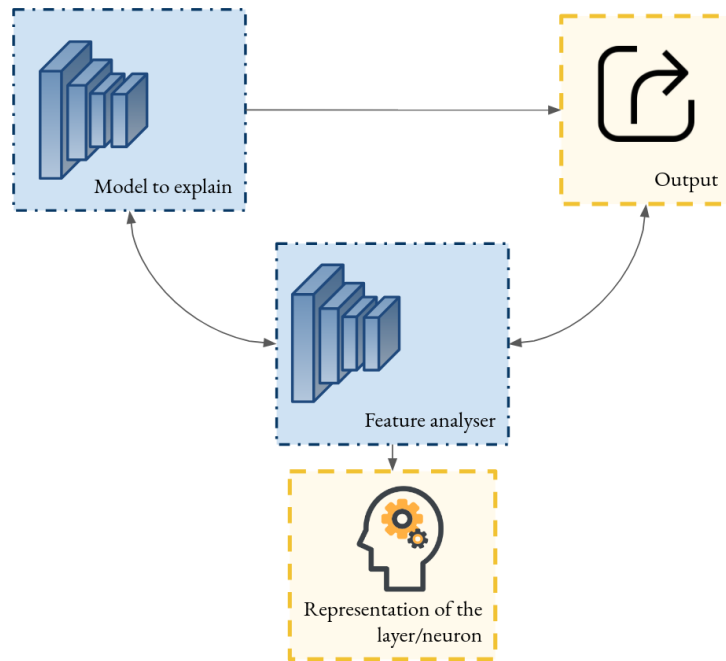 Model to explain
Output
Feature analyser
Representation of the
layer/neuron